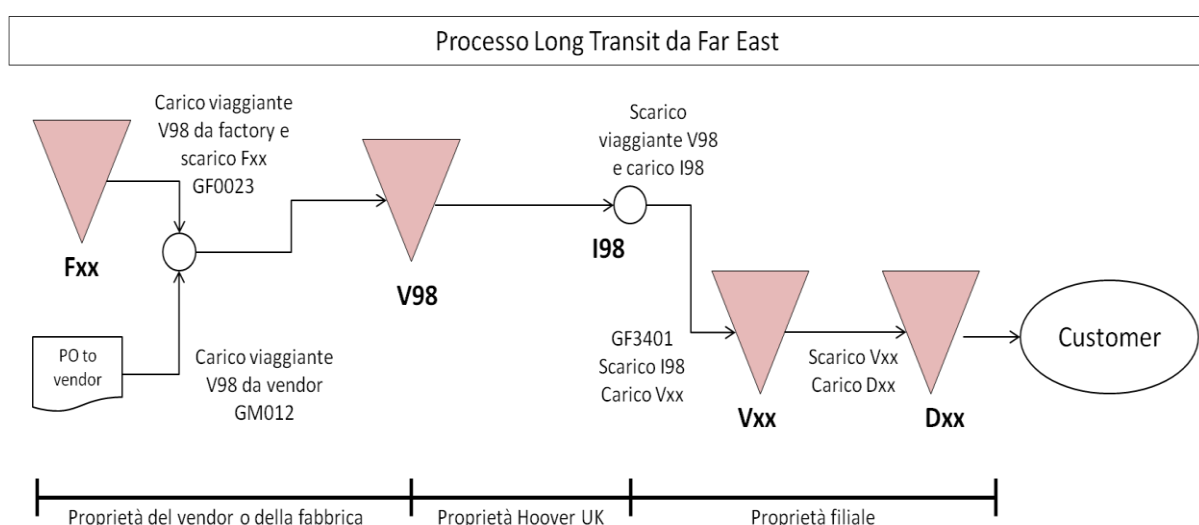 Processo Long Transit da Far East
Carico viaggiante
V98 da factory e
scarico Fxx
GF0023
Fxx
PO to
vendor
Carico viaggiante
V98 da vendor
GM012
V98
Scarico
viaggiante V98
e carico I98
I98
GF3401
Scarico I98
Carico Vxx
Vxx
Scarico Vxx
Carico Dxx
Dxx
Customer
Proprietà del vendor o della fabbrica
Proprietà Hoover UK
Proprietà filiale